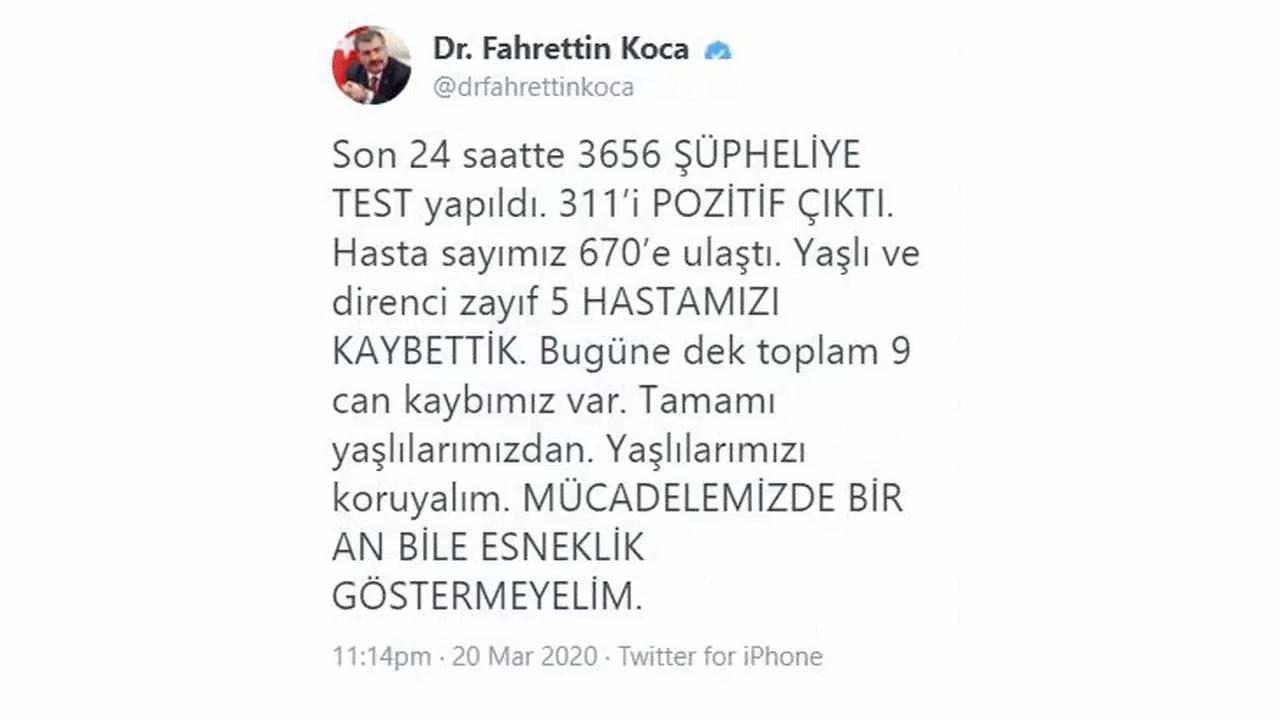 Dr. Fahrettin Koca
@drfahrettinkoca
Son 24 saatte 3656 ŞÜPHELİYE
TEST yapıldı. 311’i POZİTİF ÇIKTI.
Hasta sayımız 670’e ulaştı. Yaşlı ve
direnci zayıf 5 HASTAMIZI
KAYBETTİK. Bugüne dek toplam 9
can kaybımız var. Tamamı
yaşlılarımızdan. Yaşlılarımızı
koruyalım. MÜCADELEMİZDE BİR
AN BİLE ESNEKLİK
GÖSTERMEYELİM.
11:14pm · 20 Mar 2020 · Twitter for iPhone